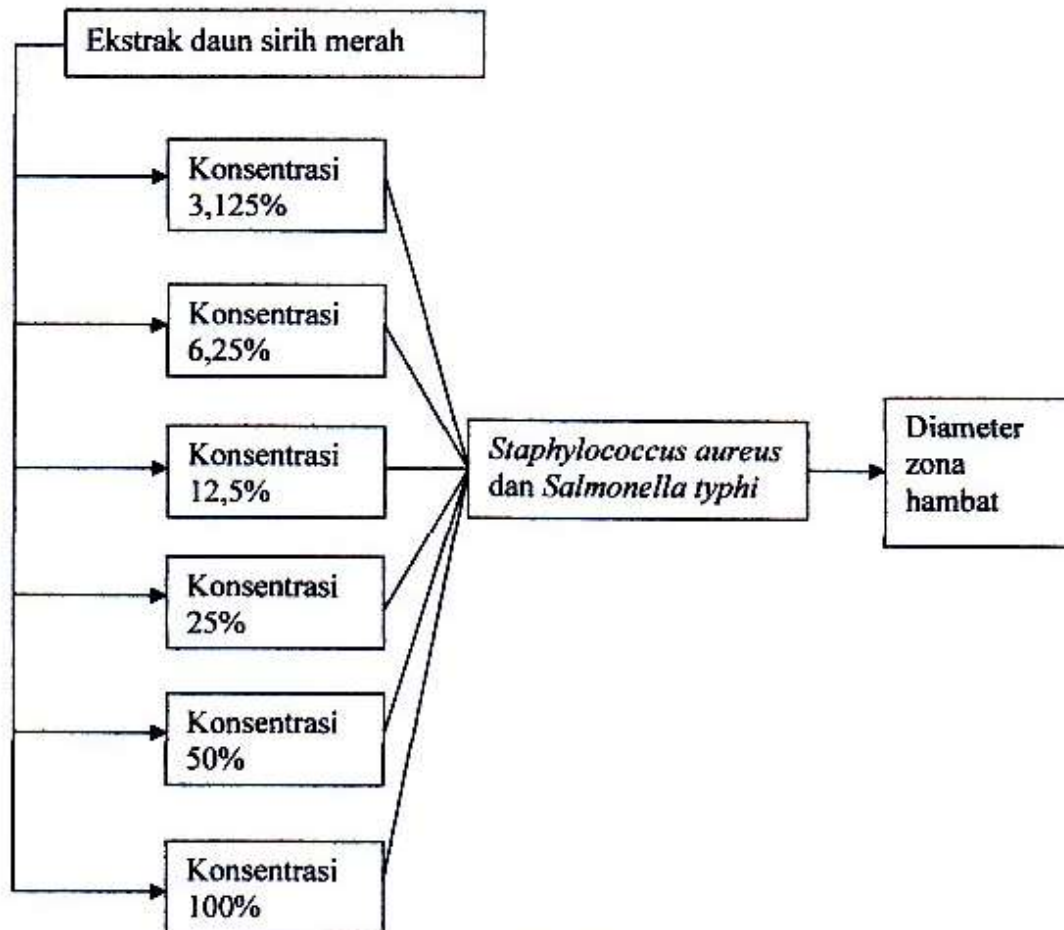 Ekstrak daun sirih merah
Konsentrasi
3,125%
Konsentrasi
6,25%
Konsentrasi
12,5%
Konsentrasi
25%
Konsentrasi
50%
Konsentrasi
100%
Staphylococcus aureus
dan Salmonella typhi
Diameter
zona
hambat